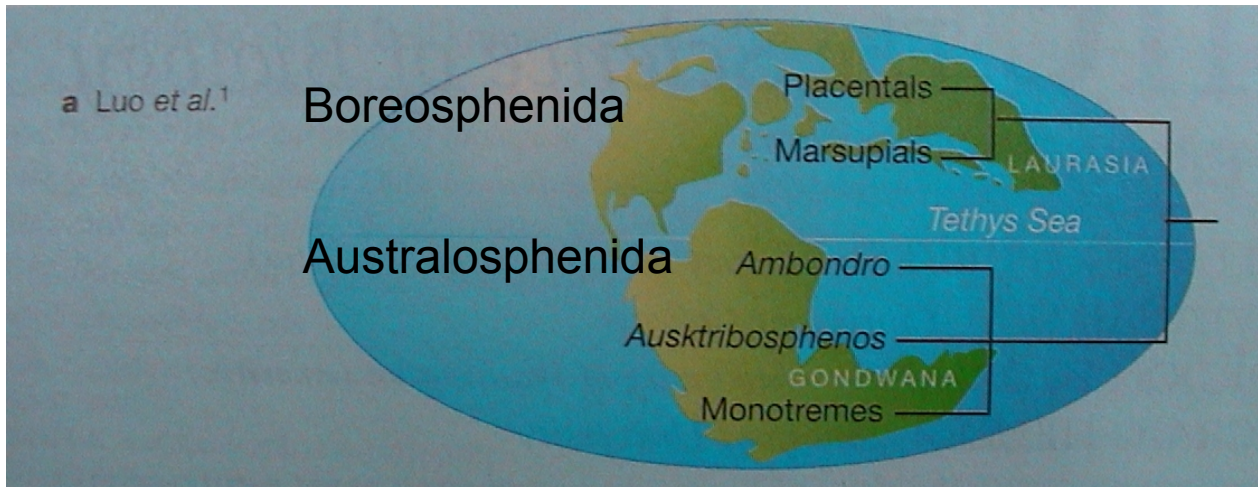 a Luo et al.¹
Boreosphenida
Placentals
Marsupials
LAURASIA
Tethys Sea
Australosphenida
Ambondro
Ausktribosphenos
GONDWANA
Monotremes